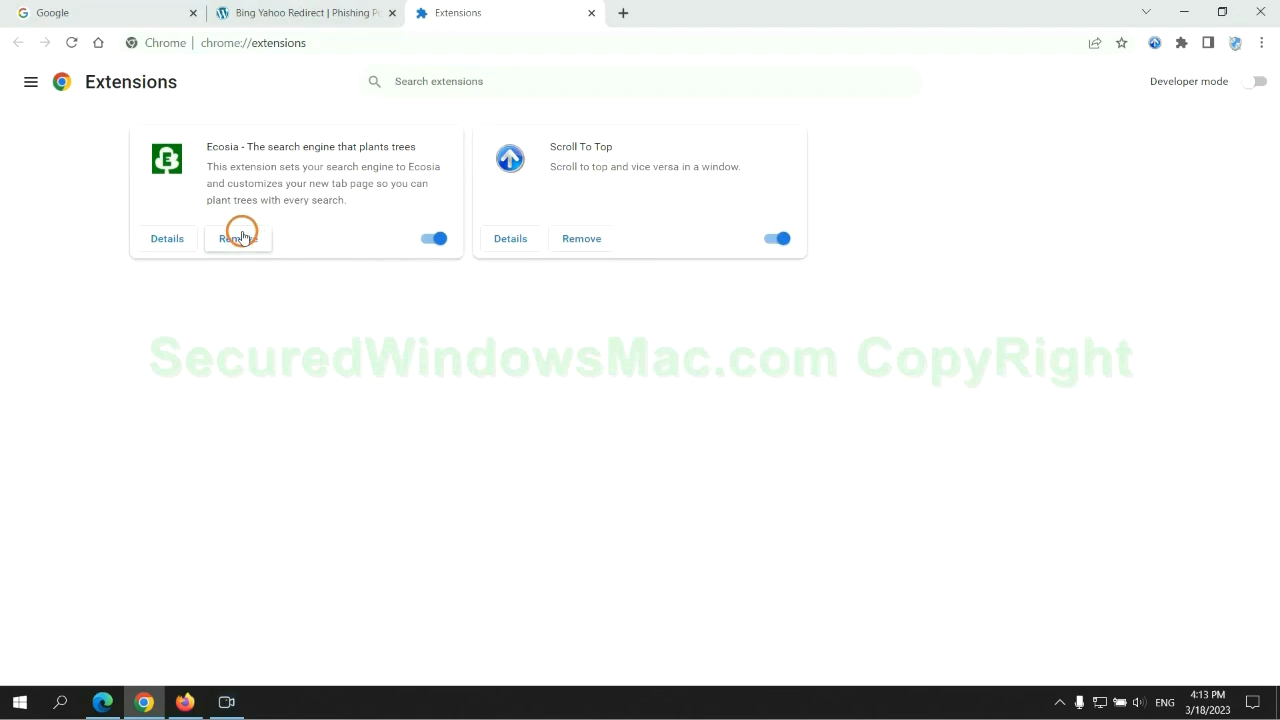 Google
Bing Yahoo Redirect | Phishing Po
Extensions
Chrome | chrome://extensions
Extensions
Search extensions
Developer mode
Ecosia - The search engine that plants trees
This extension sets your search engine to Ecosia
and customizes your new tab page so you can
plant trees with every search.
Details
Remove
Scroll To Top
Scroll to top and vice versa in a window.
Details
Remove
SecuredWindowsMac.com CopyRight
ENG
4:13 PM
3/18/2023